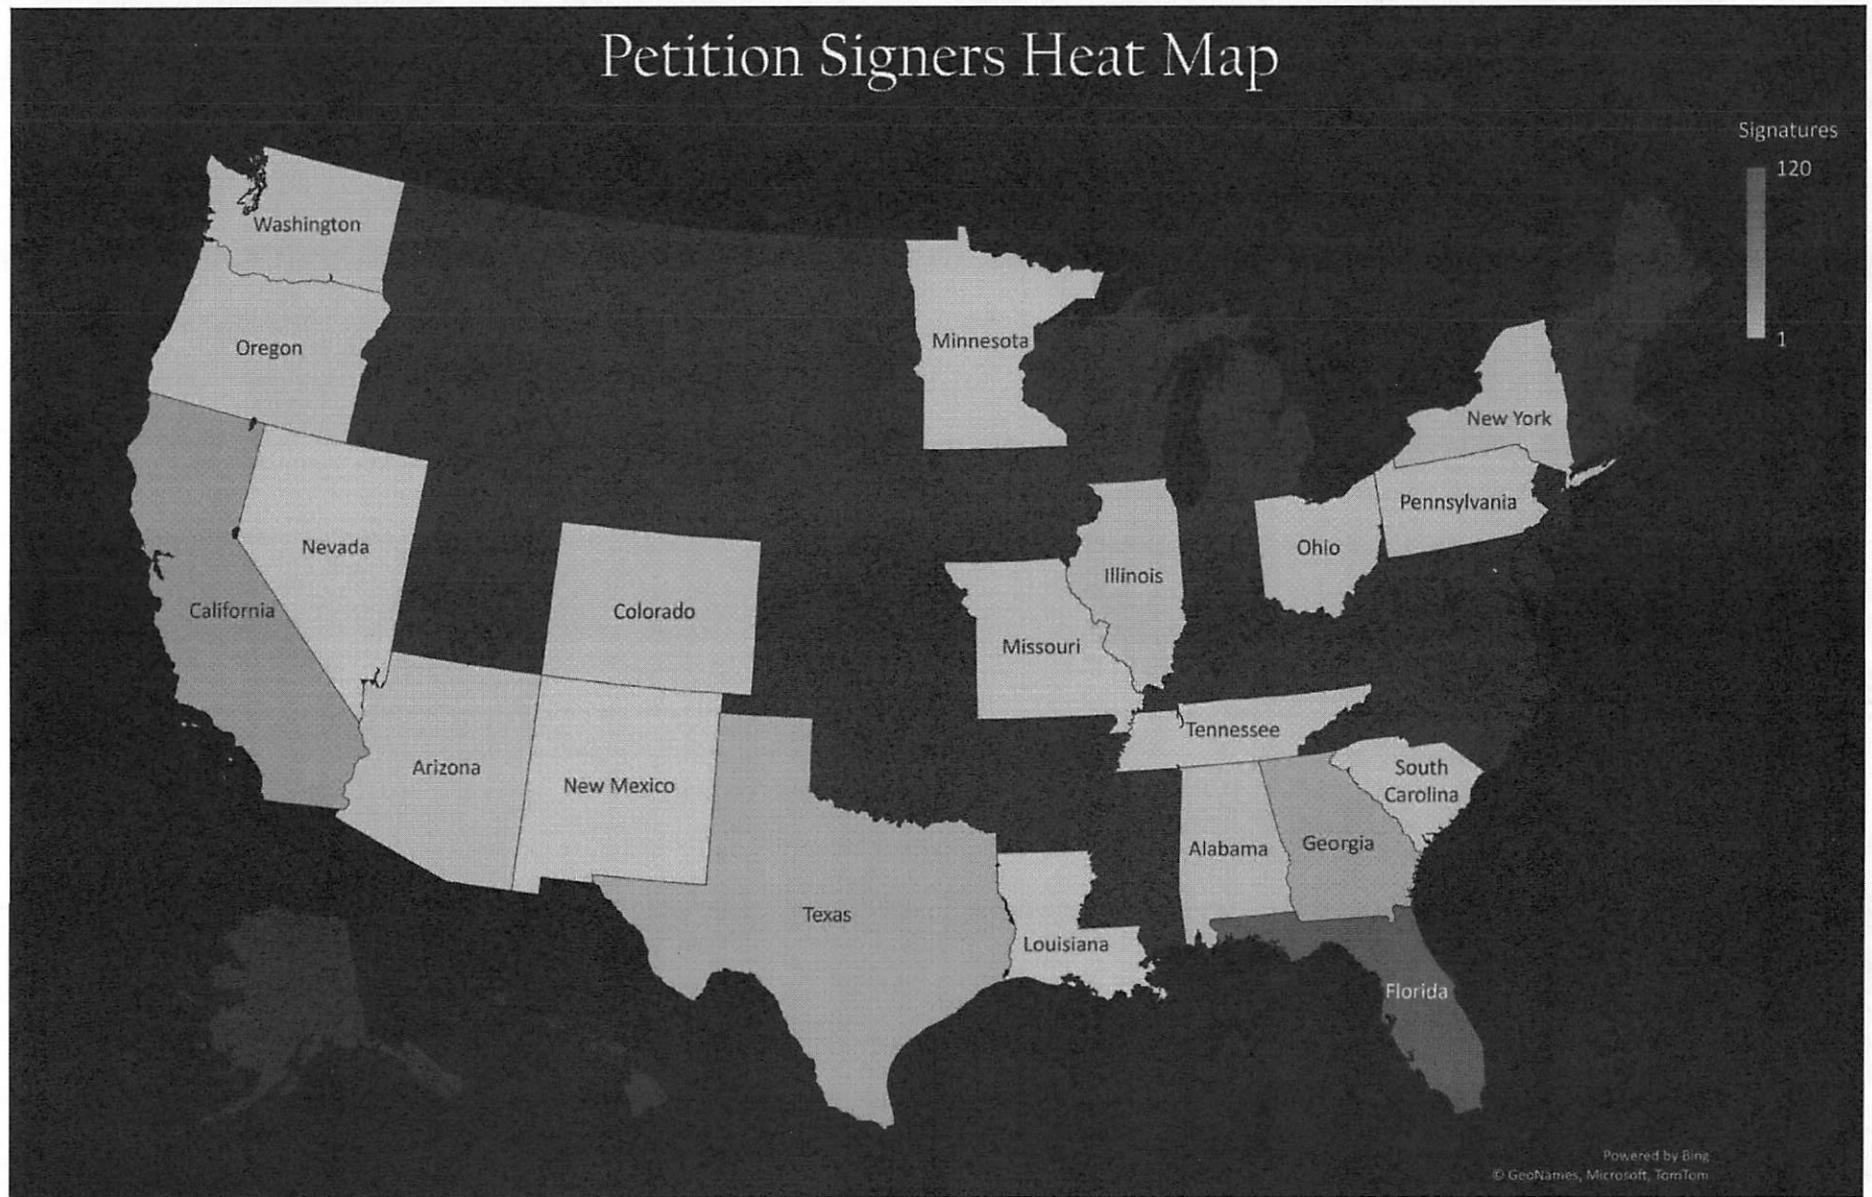 Petition Signers Heat Map
Signatures
120
1
Washington
Oregon
Minnesota
New York
Pennsylvania
Nevada
Ohio
Illinois
California
Colorado
Missouri
Tennessee
Arizona
New Mexico
South
Carolina
Alabama
Georgia
Texas
Louisiana
Florida
Powered by Bing
© GeoNames, Microsoft, TomTom